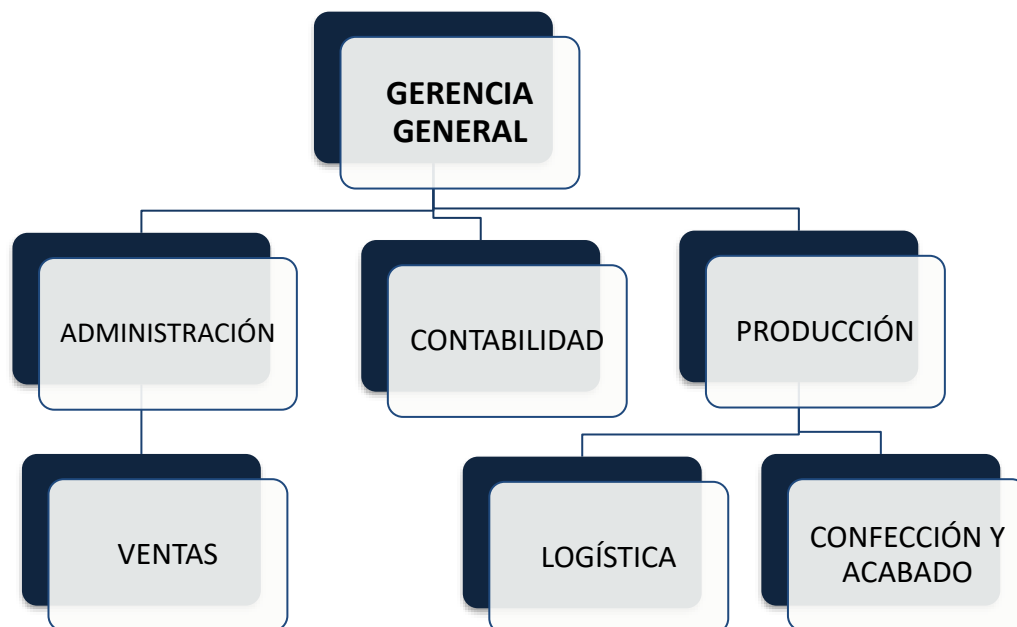 GERENCIA
GENERAL
ADMINISTRACIÓN
CONTABILIDAD
PRODUCCIÓN
VENTAS
LOGÍSTICA
CONFECCIÓN Y
ACABADO